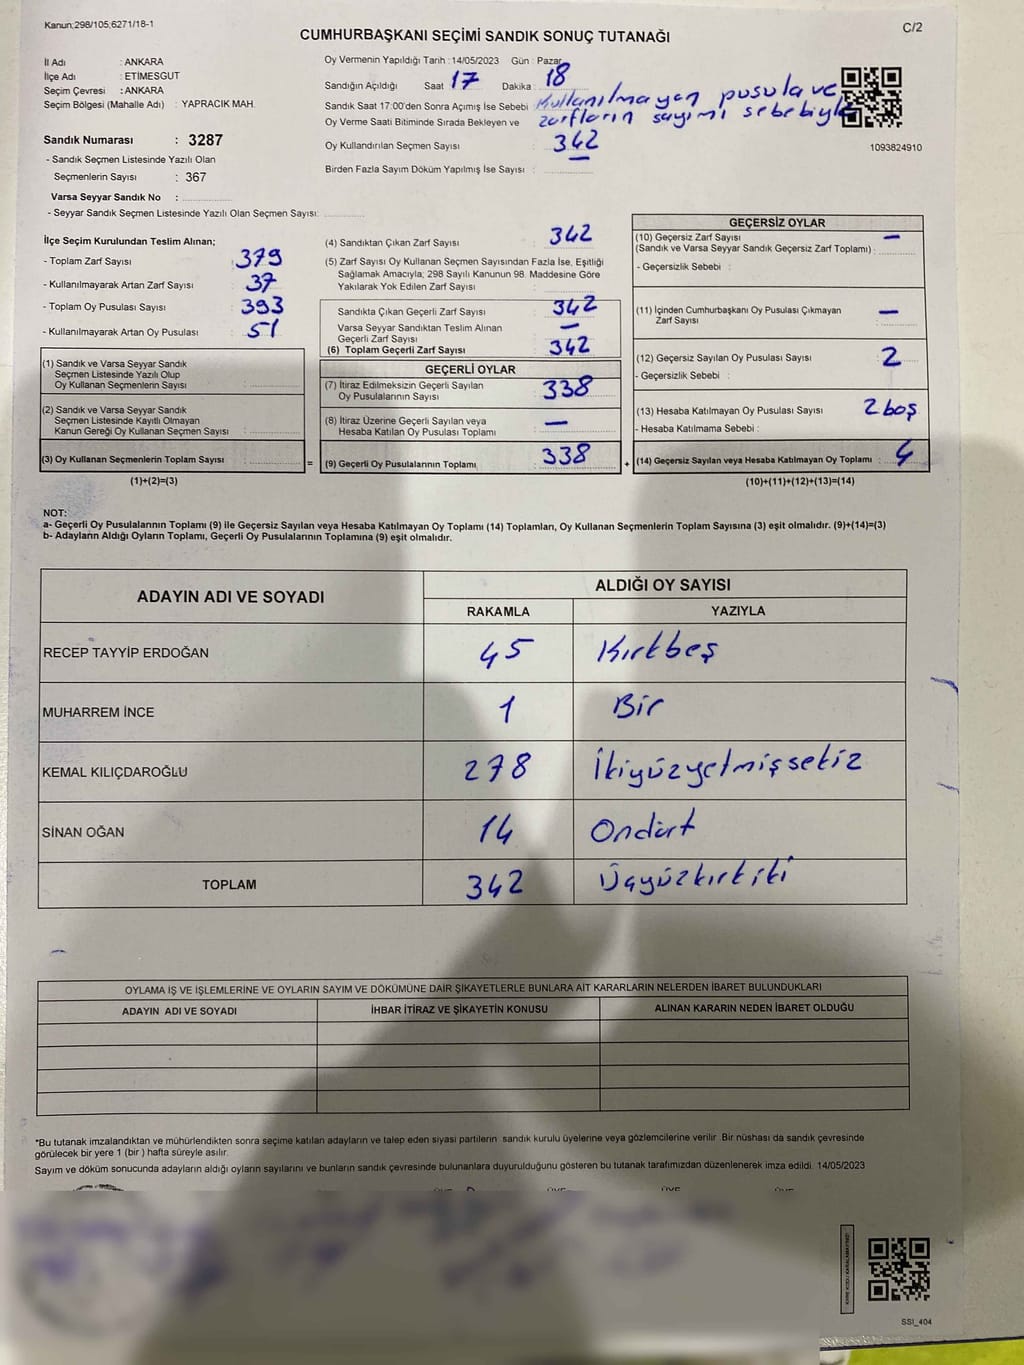 Kanun;298/105;6271/18-1
C/2
CUMHURBAŞKANI SEÇİMİ SANDIK SONUÇ TUTANAĞI
İl Adı : ANKARA
İlçe Adı : ETİMESGUT
Seçim Çevresi : ANKARA
Seçim Bölgesi (Mahalle Adı) : YAPRACIK MAH.
Sandık Numarası : 3287
- Sandık Seçmen Listesinde Yazılı Olan
Seçmenlerin Sayısı : 367
Varsa Seyyar Sandık No :
- Seyyar Sandık Seçmen Listesinde Yazılı Olan Seçmen Sayısı:
Oy Vermenin Yapıldığı Tarih : 14/05/2023 Gün : Pazar
Sandığın Açıldığı Saat 17 Dakika : 18
Sandık Saat 17:00'den Sonra Açımış İse Sebebi Kullanılmayan pusula ve
Oy Verme Saati Bitiminde Sırada Bekleyen ve zarfların sayımı sebebiyle
Oy Kullandırılan Seçmen Sayısı : 342
Birden Fazla Sayım Döküm Yapılmış İse Sayısı :
1093824910
İlçe Seçim Kurulundan Teslim Alınan;
- Toplam Zarf Sayısı 379
- Kullanılmayarak Artan Zarf Sayısı 37
- Toplam Oy Pusulası Sayısı 393
- Kullanılmayarak Artan Oy Pusulası : 51
(1) Sandık ve Varsa Seyyar Sandık
Seçmen Listesinde Yazılı Olup
Oy Kullanan Seçmenlerin Sayısı :
(2) Sandık ve Varsa Seyyar Sandık
Seçmen Listesinde Kayıtlı Olmayan
Kanun Gereği Oy Kullanan Seçmen Sayısı :
(3) Oy Kullanan Seçmenlerin Toplam Sayısı :
(1)+(2)=(3)
(4) Sandıktan Çıkan Zarf Sayısı : 342
(5) Zarf Sayısı Oy Kullanan Seçmen Sayısından Fazla İse, Eşitliği
Sağlamak Amacıyla; 298 Sayılı Kanunun 98. Maddesine Göre
Yakılarak Yok Edilen Zarf Sayısı :
Sandıkta Çıkan Geçerli Zarf Sayısı : 342
Varsa Seyyar Sandıktan Teslim Alınan
Geçerli Zarf Sayısı : —
(6) Toplam Geçerli Zarf Sayısı : 342
GEÇERLİ OYLAR
(7) İtiraz Edilmeksizin Geçerli Sayılan
Oy Pusulalarının Sayısı : 338
(8) İtiraz Üzerine Geçerli Sayılan veya
Hesaba Katılan Oy Pusulası Toplamı : —
= (9) Geçerli Oy Pusulalarının Toplamı : 338
GEÇERSİZ OYLAR
(10) Geçersiz Zarf Sayısı —
(Sandık ve Varsa Seyyar Sandık Geçersiz Zarf Toplamı) :
- Geçersizlik Sebebi :
(11) İçinden Cumhurbaşkanı Oy Pusulası Çıkmayan
Zarf Sayısı : —
(12) Geçersiz Sayılan Oy Pusulası Sayısı : 2
- Geçersizlik Sebebi :
(13) Hesaba Katılmayan Oy Pusulası Sayısı 2 boş
- Hesaba Katılmama Sebebi :
+ (14) Geçersiz Sayılan veya Hesaba Katılmayan Oy Toplamı : 4
(10)+(11)+(12)+(13)=(14)
NOT:
a- Geçerli Oy Pusulalarının Toplamı (9) ile Geçersiz Sayılan veya Hesaba Katılmayan Oy Toplamı (14) Toplamları, Oy Kullanan Seçmenlerin Toplam Sayısına (3) eşit olmalıdır. (9)+(14)=(3)
b- Adayların Aldığı Oyların Toplamı, Geçerli Oy Pusulalarının Toplamına (9) eşit olmalıdır.
ADAYIN ADI VE SOYADI
ALDIĞI OY SAYISI
RAKAMLA YAZIYLA
RECEP TAYYİP ERDOĞAN 45 Kırkbeş
MUHARREM İNCE 1 Bir
KEMAL KILIÇDAROĞLU 278 İkiyüzyetmişsekiz
SİNAN OĞAN 14 Ondört
TOPLAM 342 Üçyüzkırkiki
OYLAMA İŞ VE İŞLEMLERİNE VE OYLARIN SAYIM VE DÖKÜMÜNE DAİR ŞİKAYETLERLE BUNLARA AİT KARARLARIN NELERDEN İBARET BULUNDUKLARI
ADAYIN ADI VE SOYADI İHBAR İTİRAZ VE ŞİKAYETİN KONUSU ALINAN KARARIN NEDEN İBARET OLDUĞU
*Bu tutanak imzalandıktan ve mühürlendikten sonra seçime katılan adayların ve talep eden siyasi partilerin sandık kurulu üyelerine veya gözlemcilerine verilir. Bir nüshası da sandık çevresinde
görülecek bir yere 1 (bir ) hafta süreyle asılır.
Sayım ve döküm sonucunda adayların aldığı oyların sayılarını ve bunların sandık çevresinde bulunanlara duyurulduğunu gösteren bu tutanak tarafımızdan düzenlenerek imza edildi. 14/05/2023
SSI_404